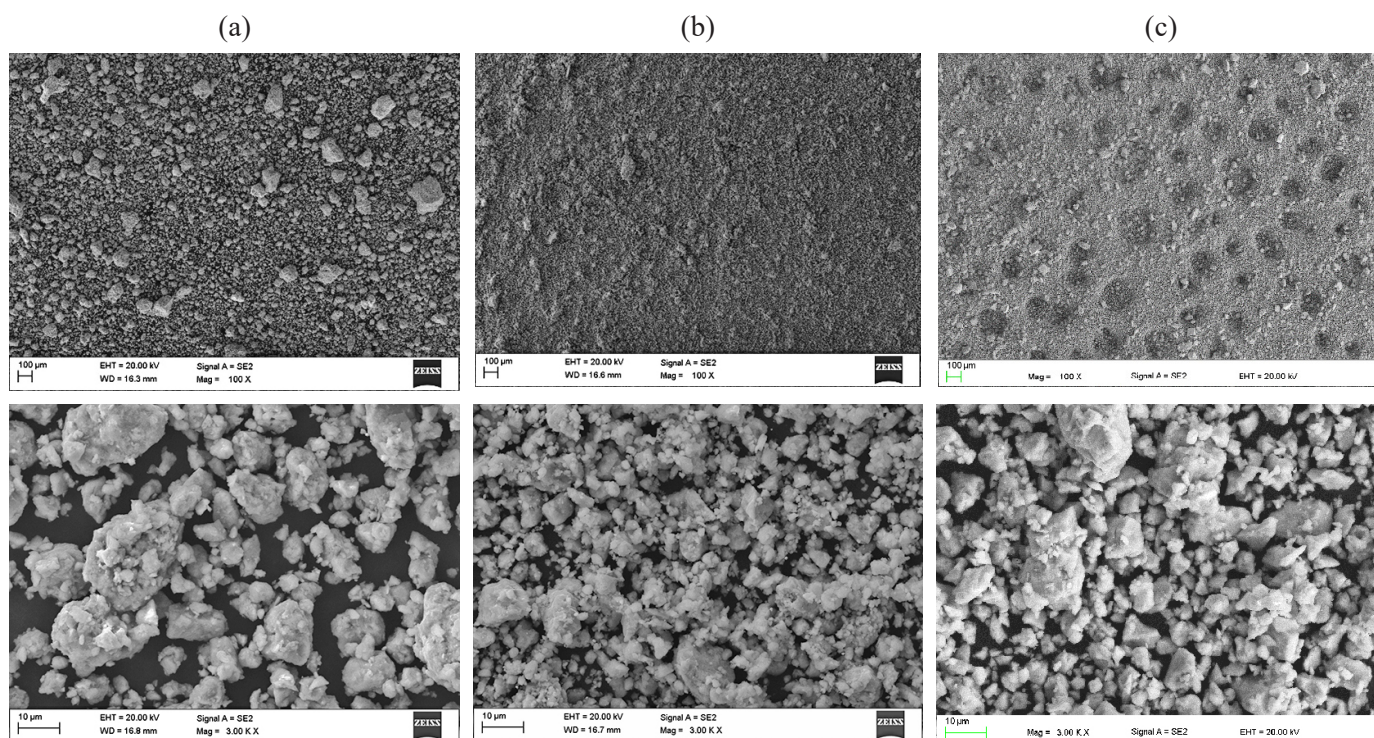 (a) (b) (c)
100 µm EHT = 20.00 kV Signal A = SE2 ZEISS
WD = 16.3 mm Mag = 100 X
100 µm EHT = 20.00 kV Signal A = SE2 ZEISS
WD = 16.6 mm Mag = 100 X
100 µm Mag = 100 X Signal A = SE2 EHT = 20.00 kV
10 µm EHT = 20.00 kV Signal A = SE2 ZEISS
WD = 16.8 mm Mag = 3.00 K X
10 µm EHT = 20.00 kV Signal A = SE2 ZEISS
WD = 16.7 mm Mag = 3.00 K X
10 µm Mag = 3.00 K X Signal A = SE2 EHT = 20.00 kV